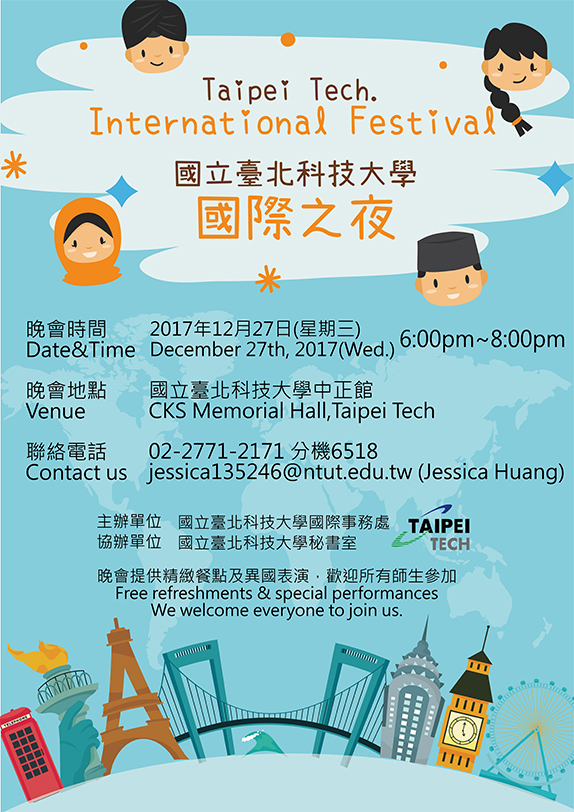 Taipei Tech.
International Festival
國立臺北科技大學
國際之夜
晚會時間 2017年12月27日(星期三)
Date&Time December 27th, 2017(Wed.) 6:00pm~8:00pm
晚會地點 國立臺北科技大學中正館
Venue CKS Memorial Hall,Taipei Tech
聯絡電話 02-2771-2171 分機6518
Contact us jessica135246@ntut.edu.tw (Jessica Huang)
主辦單位 國立臺北科技大學國際事務處
協辦單位 國立臺北科技大學秘書室
TAIPEI
TECH
晚會提供精緻餐點及異國表演，歡迎所有師生參加
Free refreshments & special performances
We welcome everyone to join us.
TELEPHONE